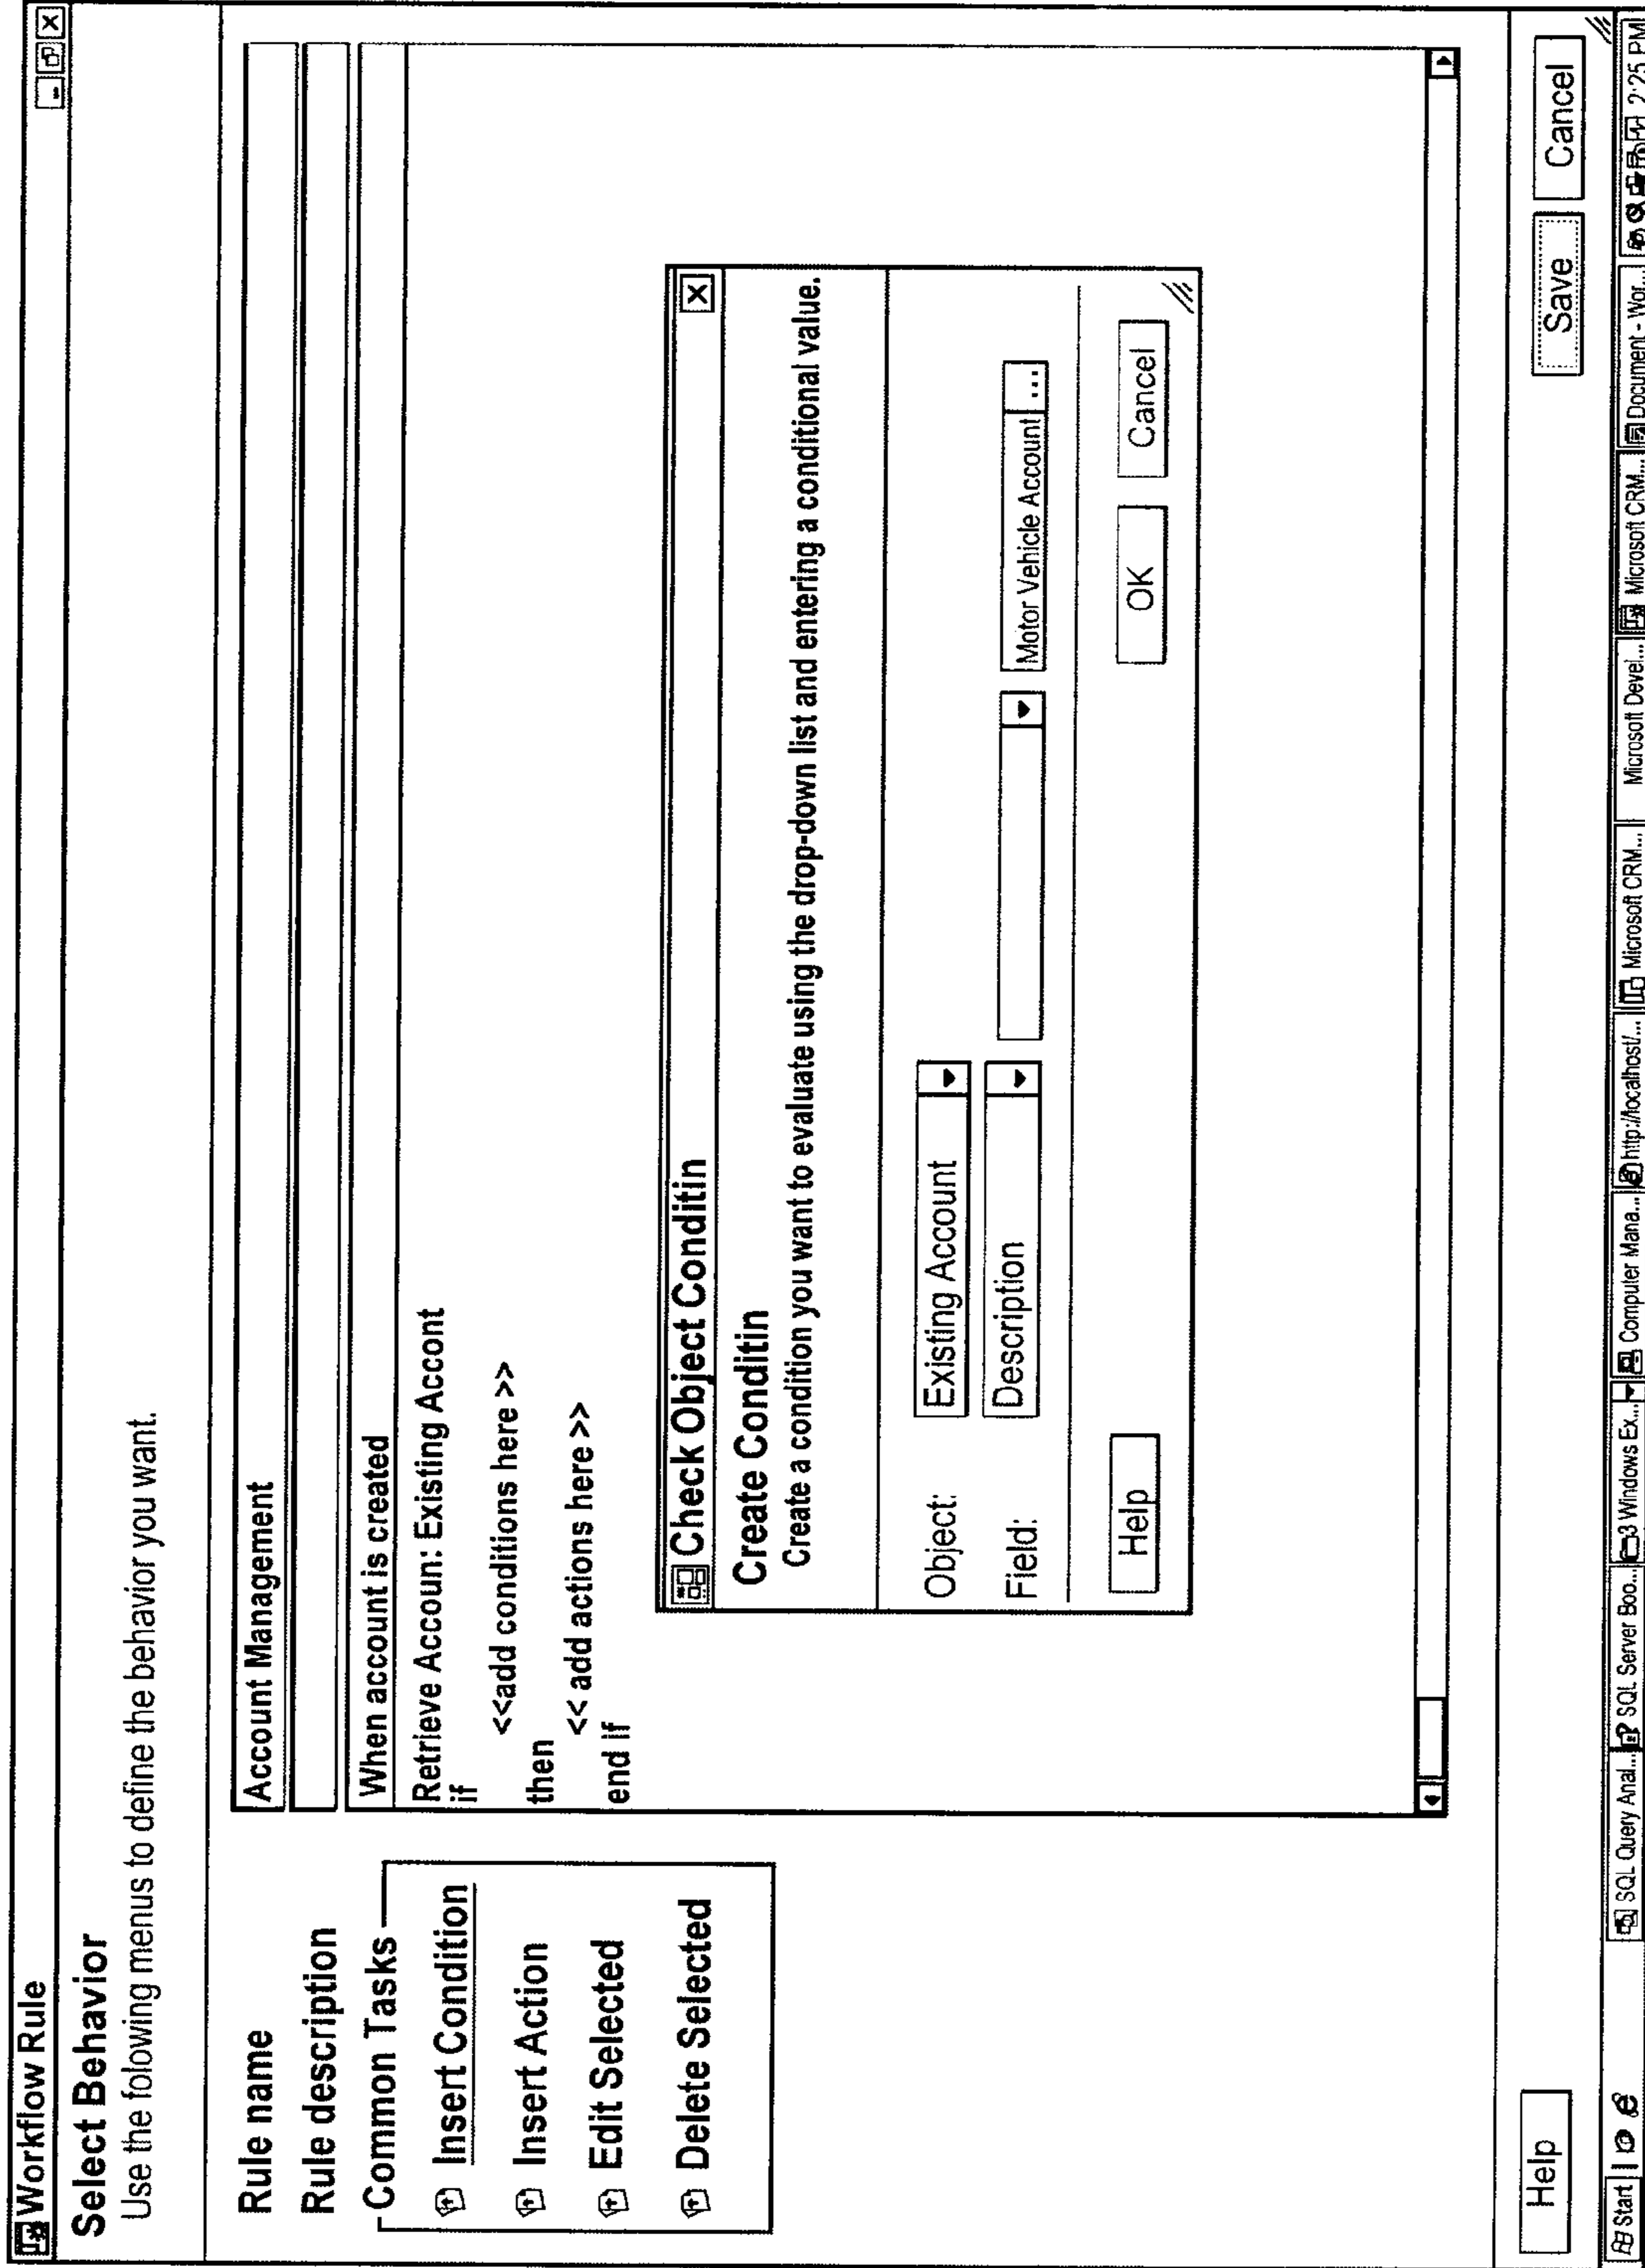 Workflow Rule
Select Behavior
Use the folowing menus to define the behavior you want.
Rule name
Account Management
Rule description
When account is created
Common Tasks
Insert Condition
Insert Action
Edit Selected
Delete Selected
Retrieve Accoun: Existing Accont
if
<<add conditions here >>
then
<< add actions here >>
end if
Check Object Conditin
Create Conditin
Create a condition you want to evaluate using the drop-down list and entering a conditional value.
Object: Existing Account
Field: Description Motor Vehicle Account ...
Help OK Cancel
Help Save Cancel
Start SQL Query Anal... SQL Server Boo... 3 Windows Ex... Computer Mana... http://localhost/... Microsoft CRM... Microsoft Devel... Microsoft CRM... Document - Wor... 2:25 PM